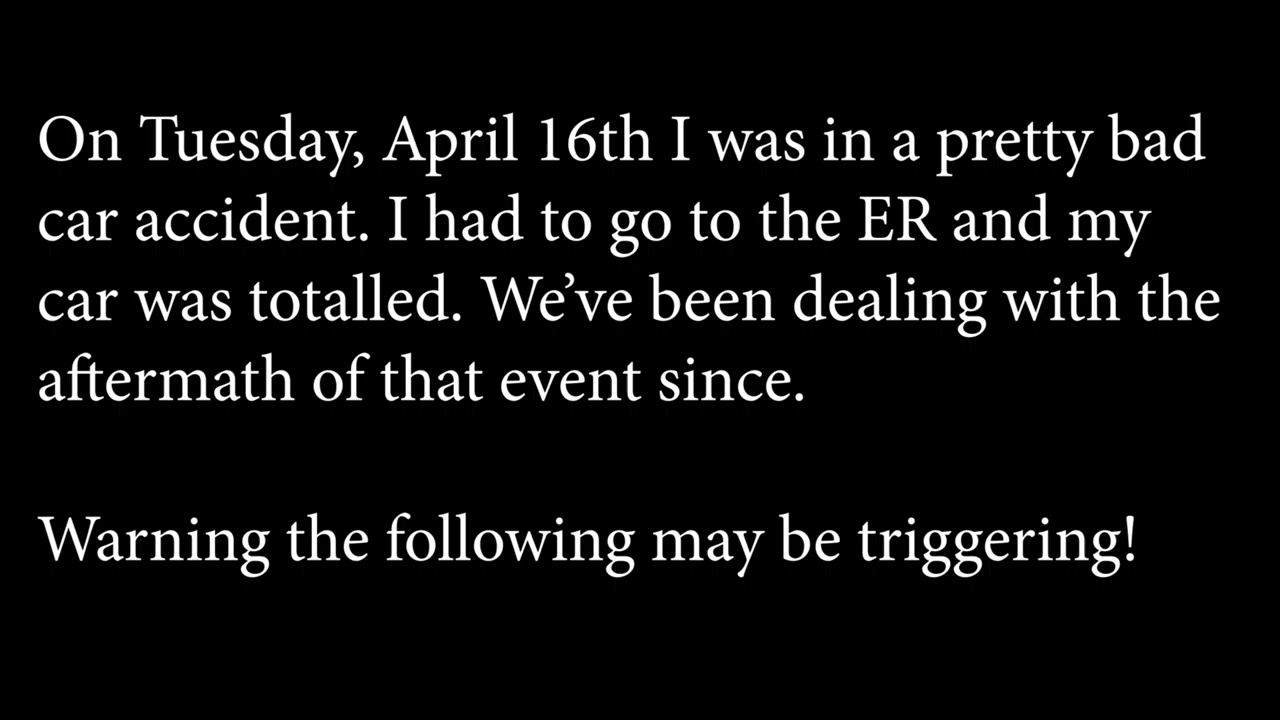 On Tuesday, April 16th I was in a pretty bad
car accident. I had to go to the ER and my
car was totalled. We’ve been dealing with the
aftermath of that event since.
Warning the following may be triggering!